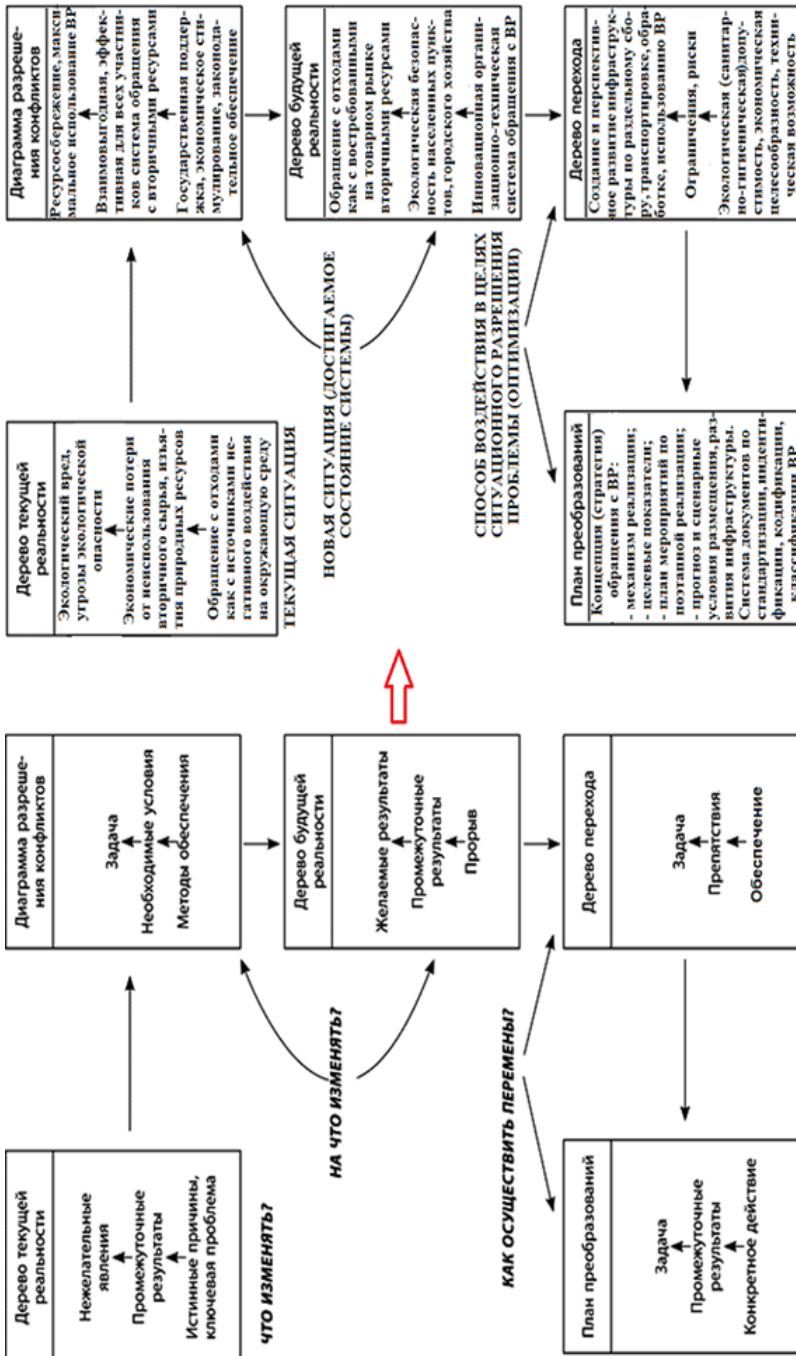 Дерево текущей
реальности
Нежелательные
явления
Промежуточные
результаты
Истинные причины,
ключевая проблема
ЧТО ИЗМЕНЯТЬ?
Диаграмма разреше-
ния конфликтов
Задача
Необходимые условия
Методы обеспечения
НА ЧТО ИЗМЕНЯТЬ?
Дерево будущей
реальности
Желаемые результаты
Промежуточные
результаты
Прорыв
КАК ОСУЩЕСТВИТЬ ПЕРЕМЕНЫ?
План преобразований
Задача
Промежуточные
результаты
Конкретное действие
Дерево перехода
Задача
Препятствия
Обеспечение
Дерево текущей
реальности
Экологический вред,
угрозы экологической
опасности
Экономические потери
от неиспользования
вторичного сырья, изъя-
тия природных ресурсов
Обращение с отходами
как с источниками не-
гативного воздействия
на окружающую среду
ТЕКУЩАЯ СИТУАЦИЯ
Диаграмма разреше-
ния конфликтов
Ресурсосбережение, макси-
мальное использование ВР
Взаимовыгодная, эффек-
тивная для всех участни-
ков система обращения
с вторичными ресурсами
Государственная поддер-
жка, экономическое сти-
мулирование, законода-
тельное обеспечение
НОВАЯ СИТУАЦИЯ (ДОСТИГАЕМОЕ
СОСТОЯНИЕ СИСТЕМЫ)
Дерево будущей
реальности
Обращение с отходами
как с востребованными
на товарном рынке
вторичными ресурсами
Экологическая безопас-
ность населенных пунк-
тов, городского хозяйства
Инновационная органи-
зационно-техническая
система обращения с ВР
СПОСОБ ВОЗДЕЙСТВИЯ В ЦЕЛЯХ
СИТУАЦИОННОГО РАЗРЕШЕНИЯ
ПРОБЛЕМЫ (ОПТИМИЗАЦИИ)
План преобразований
Концепция (стратегия)
обращения с ВР:
- механизм реализации;
- целевые показатели;
- план мероприятий по
поэтапной реализации;
- прогноз и сценарные
условия размещения, раз-
вития инфраструктуры.
Система документов по
стандартизации, инденти-
фикации, кодификации,
классификации ВР
Дерево перехода
Создание и перспектив-
ное развитие инфраструк-
туры по раздельному сбо-
ру, транспортировке, обра-
ботке, использованию ВР
Ограничения, риски
Экологическая (санитар-
но-гигиеническая)допу-
стимость, экономическая
целесообразность, техни-
ческая возможность